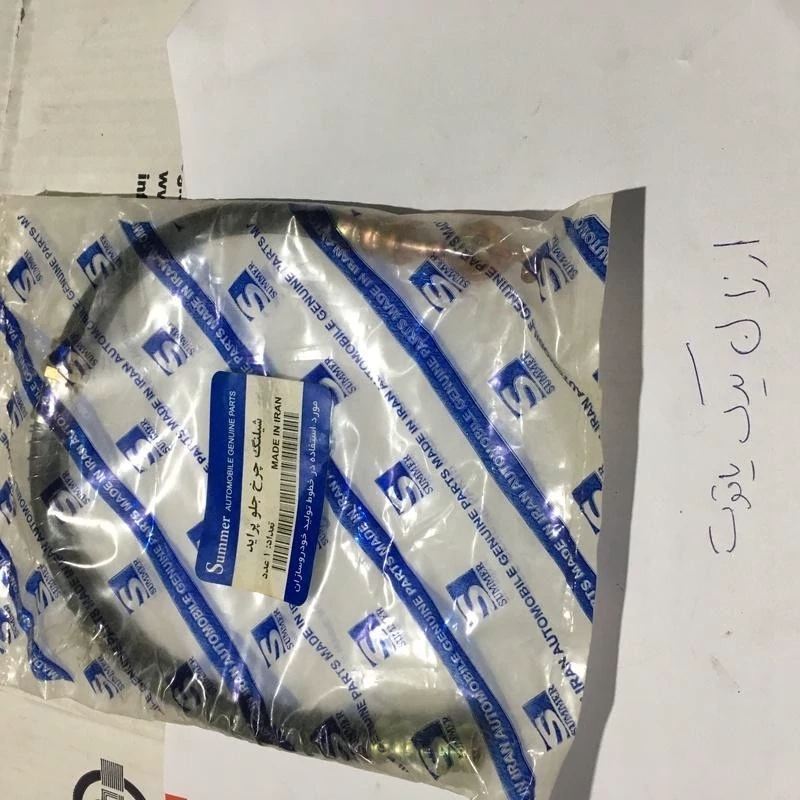 Summer AUTOMOBILE GENUINE PARTS
شیلنگ چرخ جلو پراید
MADE IN IRAN
تعداد: ۱ عدد
مورد استفاده در خطوط تولید خودروسازان
SUMMER
AUTOMOBILE GENUINE PARTS MADE IN IRAN
ارزان یدک یاقوت